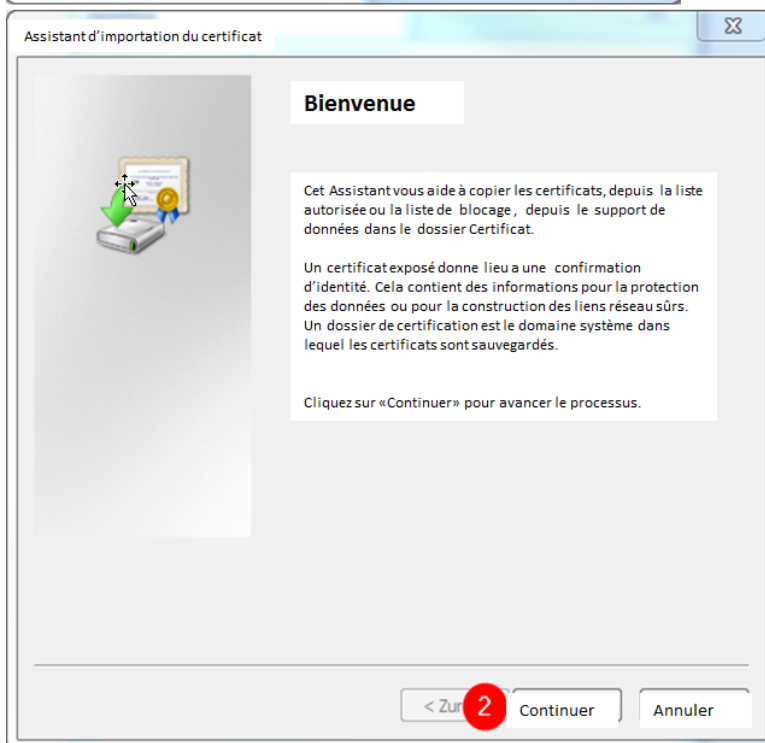 Assistant d’importation du certificat
Bienvenue
Cet Assistant vous aide à copier les certificats, depuis la liste
autorisée ou la liste de blocage , depuis le support de
données dans le dossier Certificat.
Un certificat exposé donne lieu a une confirmation
d’identité. Cela contient des informations pour la protection
des données ou pour la construction des liens réseau sûrs.
Un dossier de certification est le domaine système dans
lequel les certificats sont sauvegardés.
Cliquez sur «Continuer» pour avancer le processus.
< Zur 2 Continuer Annuler